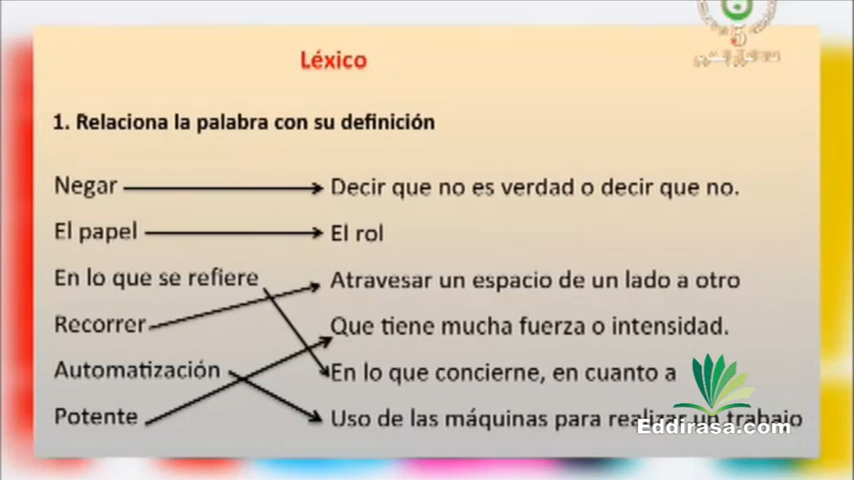 Léxico
1. Relaciona la palabra con su definición
Negar Decir que no es verdad o decir que no.
El papel El rol
En lo que se refiere Atravesar un espacio de un lado a otro
Recorrer Que tiene mucha fuerza o intensidad.
Automatización En lo que concierne, en cuanto a
Potente Uso de las máquinas para realizar un trabajo
Eddirasa.com